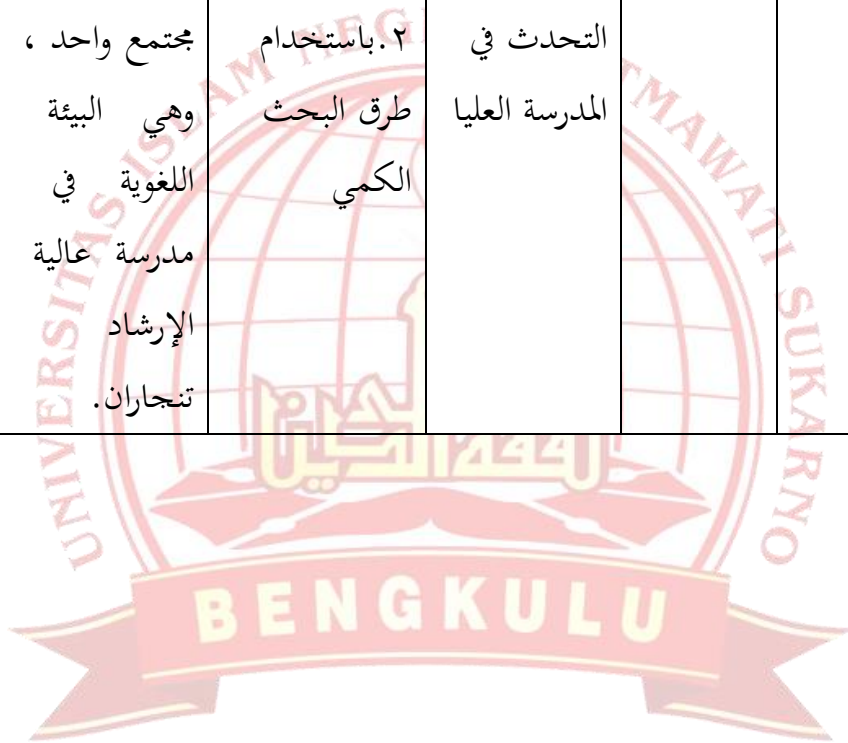 التحدث في
المدرسة العليا
٢.باستخدام
طرق البحث
الكمي
مجتمع واحد ،
وهي البيئة
اللغوية في
مدرسة عالية
الإرشاد
تنجاران.
BENGKULU